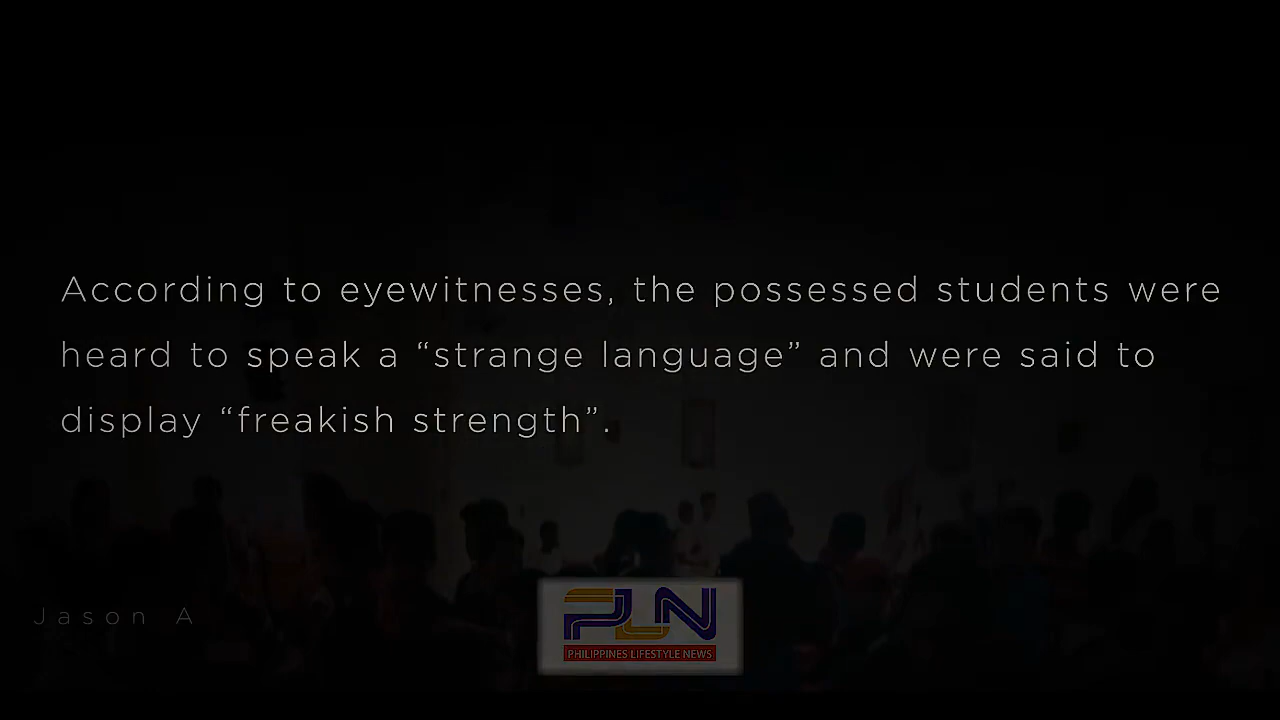 According to eyewitnesses, the possessed students were
heard to speak a “strange language” and were said to
display “freakish strength”.
Jason A
PLN
PHILIPPINES LIFESTYLE NEWS